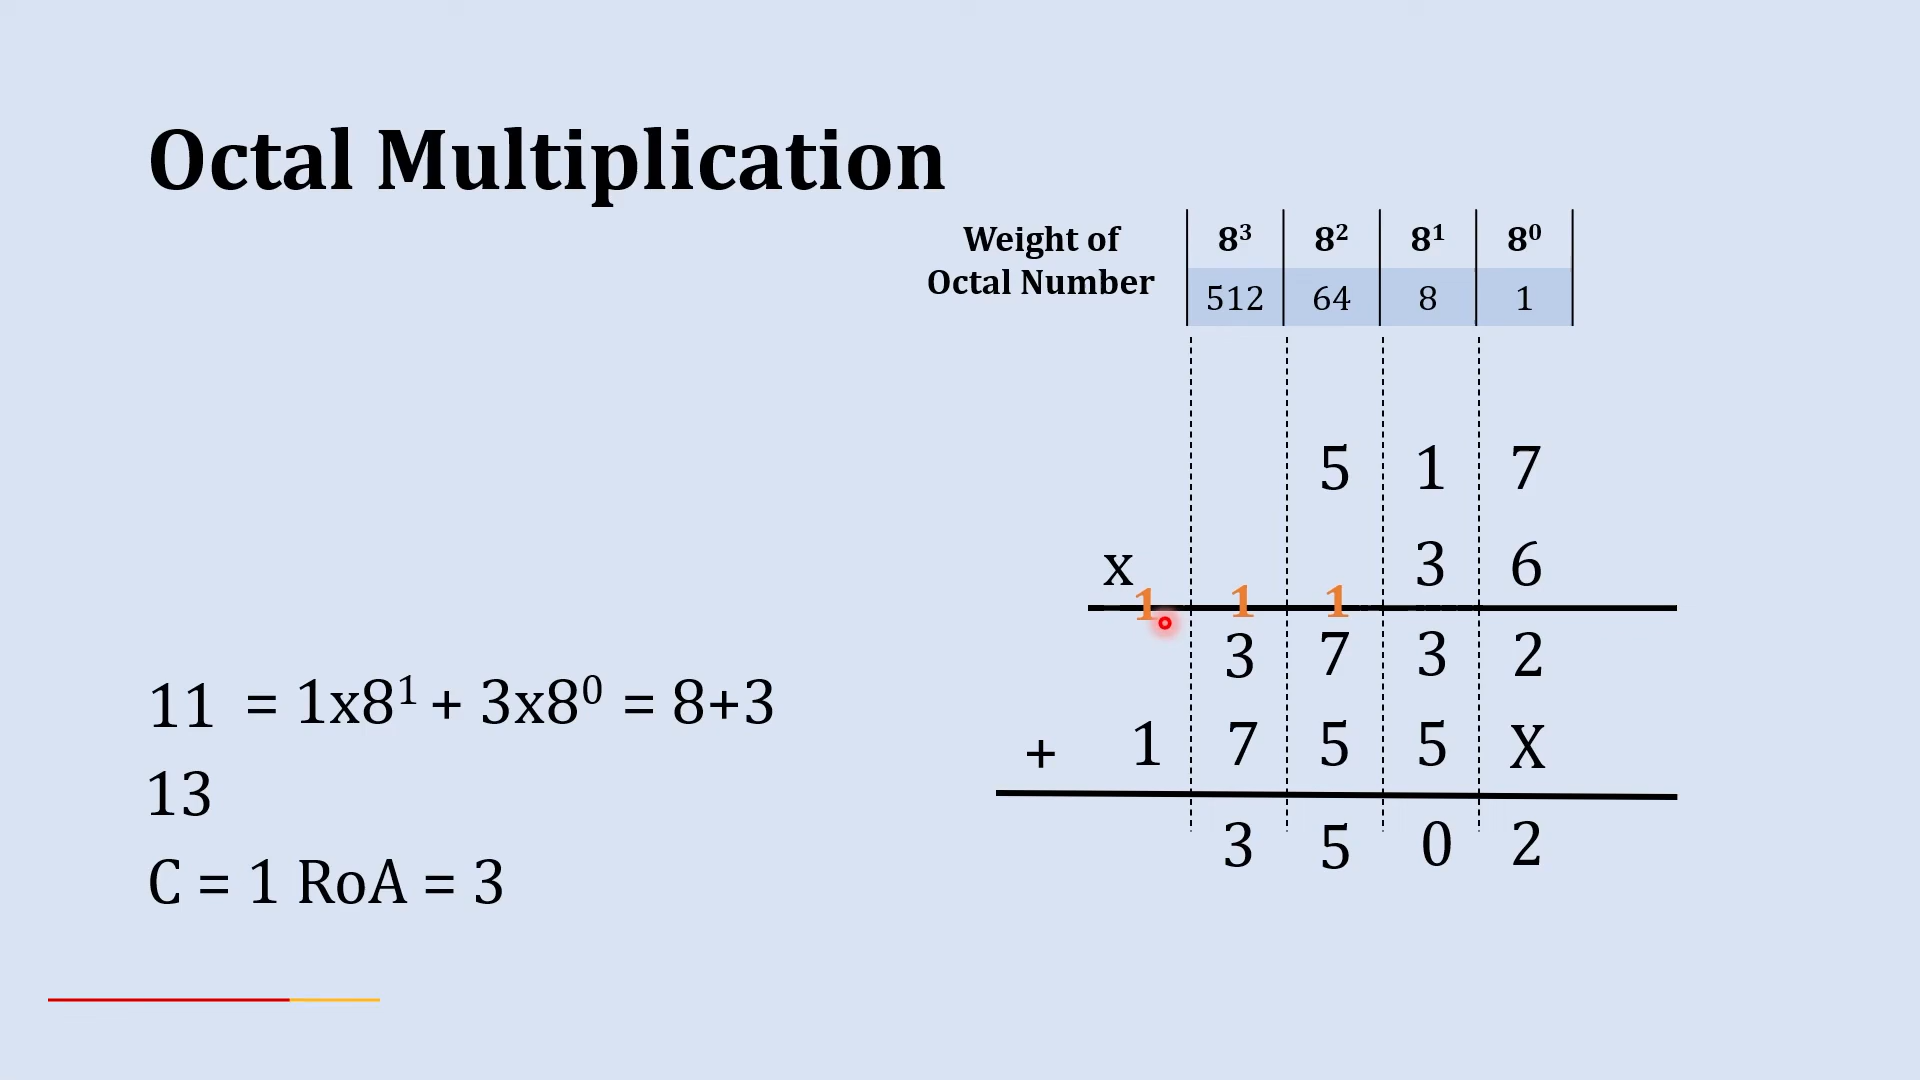 Octal Multiplication
Weight of
Octal Number
8³ 8² 8¹ 8⁰
512 64 8 1
5 1 7
x 3 6
1 1 1
3 7 3 2
+ 1 7 5 5 X
3 5 0 2
11 = 1x8¹ + 3x8⁰ = 8+3
13
C = 1 RoA = 3